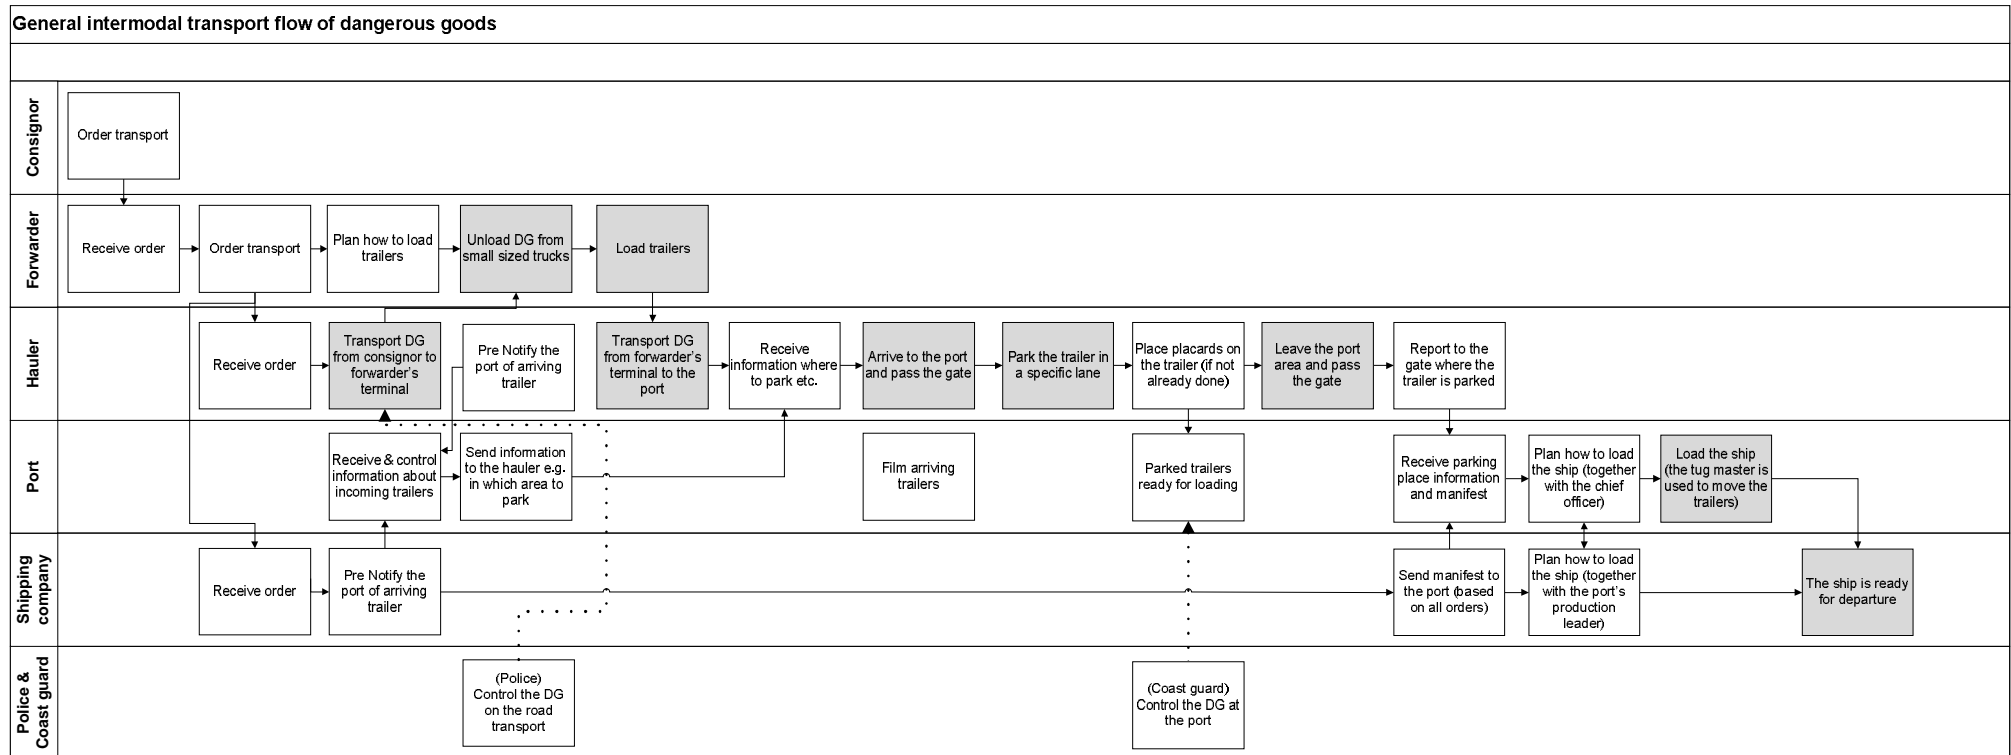 General intermodal transport flow of dangerous goods
Consignor
Order transport
Forwarder
Receive order
Order transport
Plan how to load
trailers
Unload DG from
small sized trucks
Load trailers
Hauler
Receive order
Transport DG
from consignor to
forwarder's
terminal
Pre Notify the
port of arriving
trailer
Transport DG
from forwarder's
terminal to the
port
Receive
information where
to park etc.
Arrive to the port
and pass the gate
Park the trailer in
a specific lane
Place placards on
the trailer (if not
already done)
Leave the port
area and pass
the gate
Report to the
gate where the
trailer is parked
Port
Receive & control
information about
incoming trailers
Send information
to the hauler e.g.
in which area to
park
Film arriving
trailers
Parked trailers
ready for loading
Receive parking
place information
and manifest
Plan how to load
the ship (together
with the chief
officer)
Load the ship
(the tug master is
used to move the
trailers)
Shipping
company
Receive order
Pre Notify the
port of arriving
trailer
Send manifest to
the port (based
on all orders)
Plan how to load
the ship (together
with the port's
production
leader)
The ship is ready
for departure
Police &
Coast guard
(Police)
Control the DG
on the road
transport
(Coast guard)
Control the DG at
the port